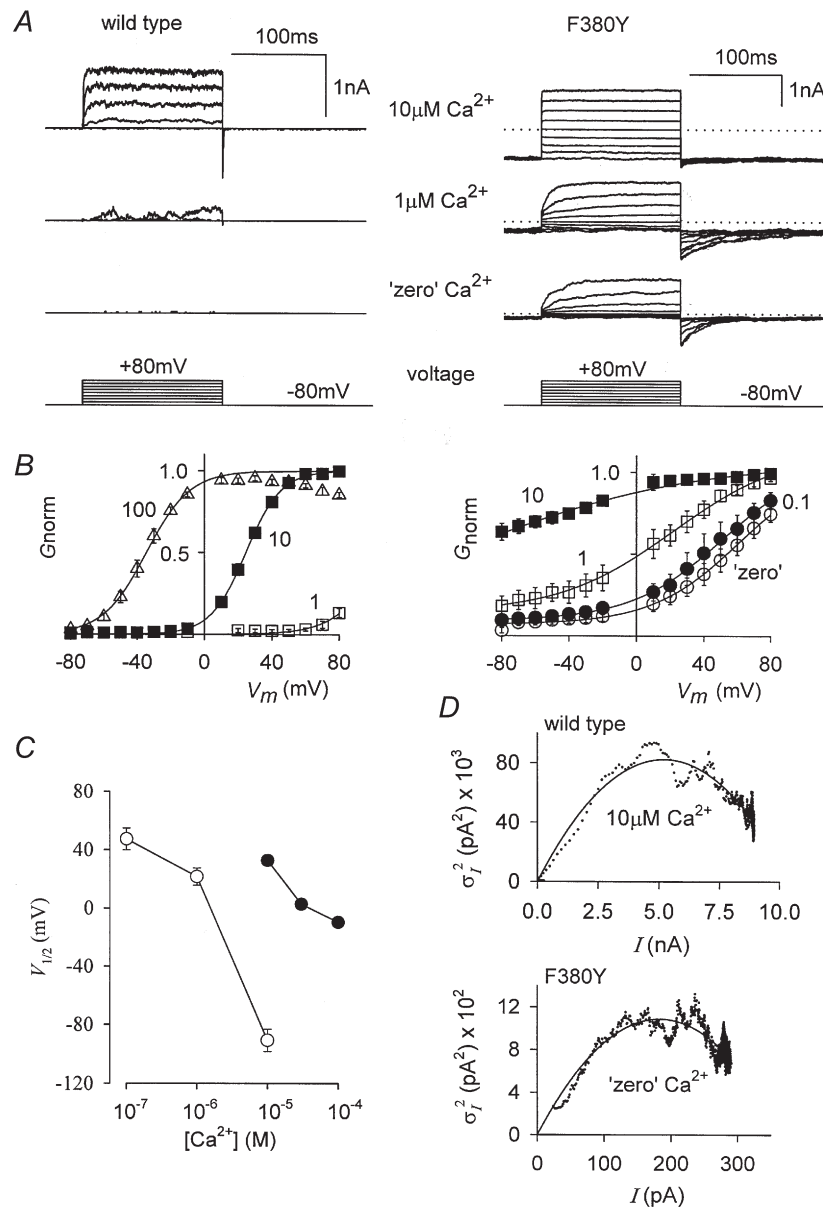 A
wild type
100ms
1nA
F380Y
100ms
1nA
10μM Ca²⁺
1μM Ca²⁺
'zero' Ca²⁺
voltage
+80mV
-80mV
+80mV
-80mV
B
Gnorm
1.0
0.5
100
10
1
-80 -40 0 40 80
Vm (mV)
Gnorm
1.0
10
1
0.1
'zero'
-80 -40 0 40 80
Vm (mV)
C
V1/2 (mV)
80
40
0
-40
-80
-120
10⁻⁷ 10⁻⁶ 10⁻⁵ 10⁻⁴
[Ca²⁺] (M)
D
wild type
σI² (pA²) x 10³
80
40
0
10μM Ca²⁺
0.0 2.5 5.0 7.5 10.0
I (nA)
F380Y
σI² (pA²) x 10²
12
8
4
0
'zero' Ca²⁺
0 100 200 300
I (pA)